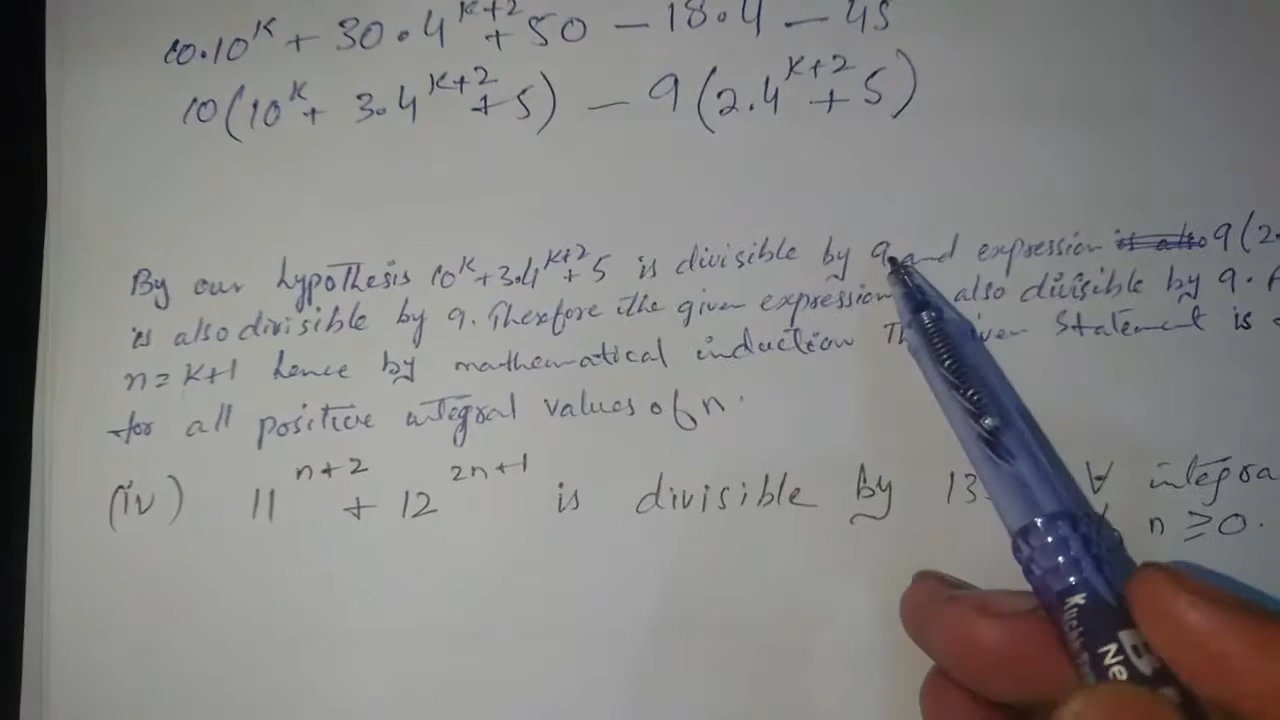 10.10^k + 30.4^{k+2} + 50 - 18.4 - 45
10(10^k + 3.4^{k+2} + 5) - 9(2.4^{k+2} + 5)
By our hypothesis 10^k + 3.4^{k+2} + 5 is divisible by 9 and expression 9(2.
is also divisible by 9. Therefore the given expression also divisible by 9.
n = k+1 hence by mathematical induction Statement is
for all positive integral values of n.
(iv) 11^{n+2} + 12^{2n+1} is divisible by 13 ∀ integra
n ≥ 0.
Ne